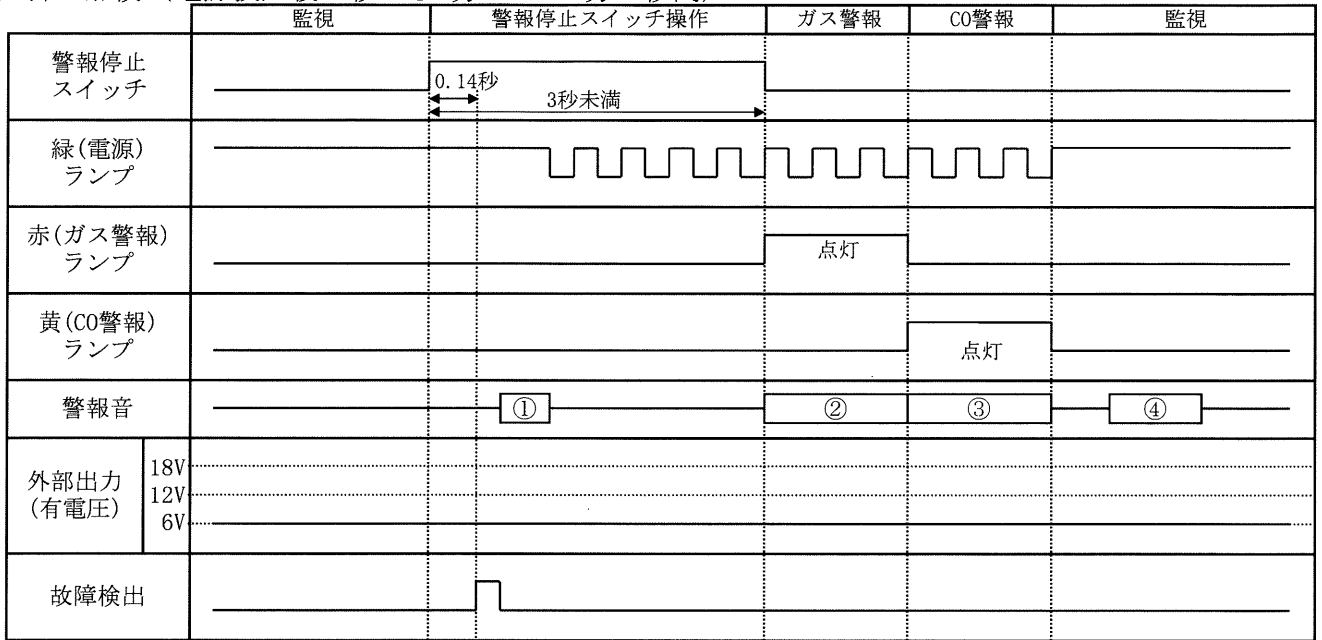 監視 警報停止スイッチ操作 ガス警報 CO警報 監視
警報停止
スイッチ
0.14秒
3秒未満
緑(電源)
ランプ
赤(ガス警報)
ランプ
点灯
黄(CO警報)
ランプ
点灯
警報音 ① ② ③ ④
外部出力
(有電圧)
18V
12V
6V
故障検出